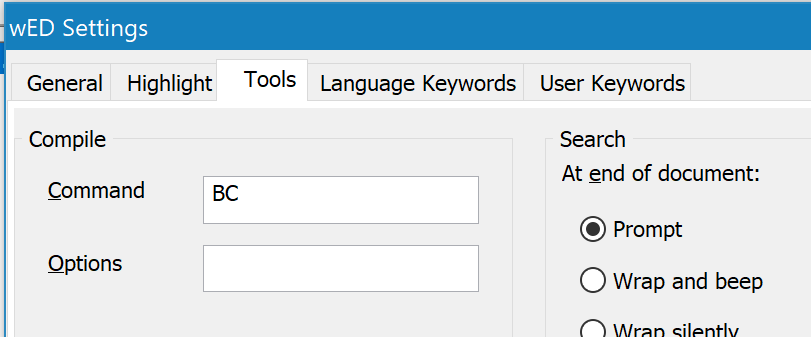 wED Settings
General Highlight Tools Language Keywords User Keywords
Compile
Command BC
Options
Search
At end of document:
Prompt
Wrap and beep
Wrap silently